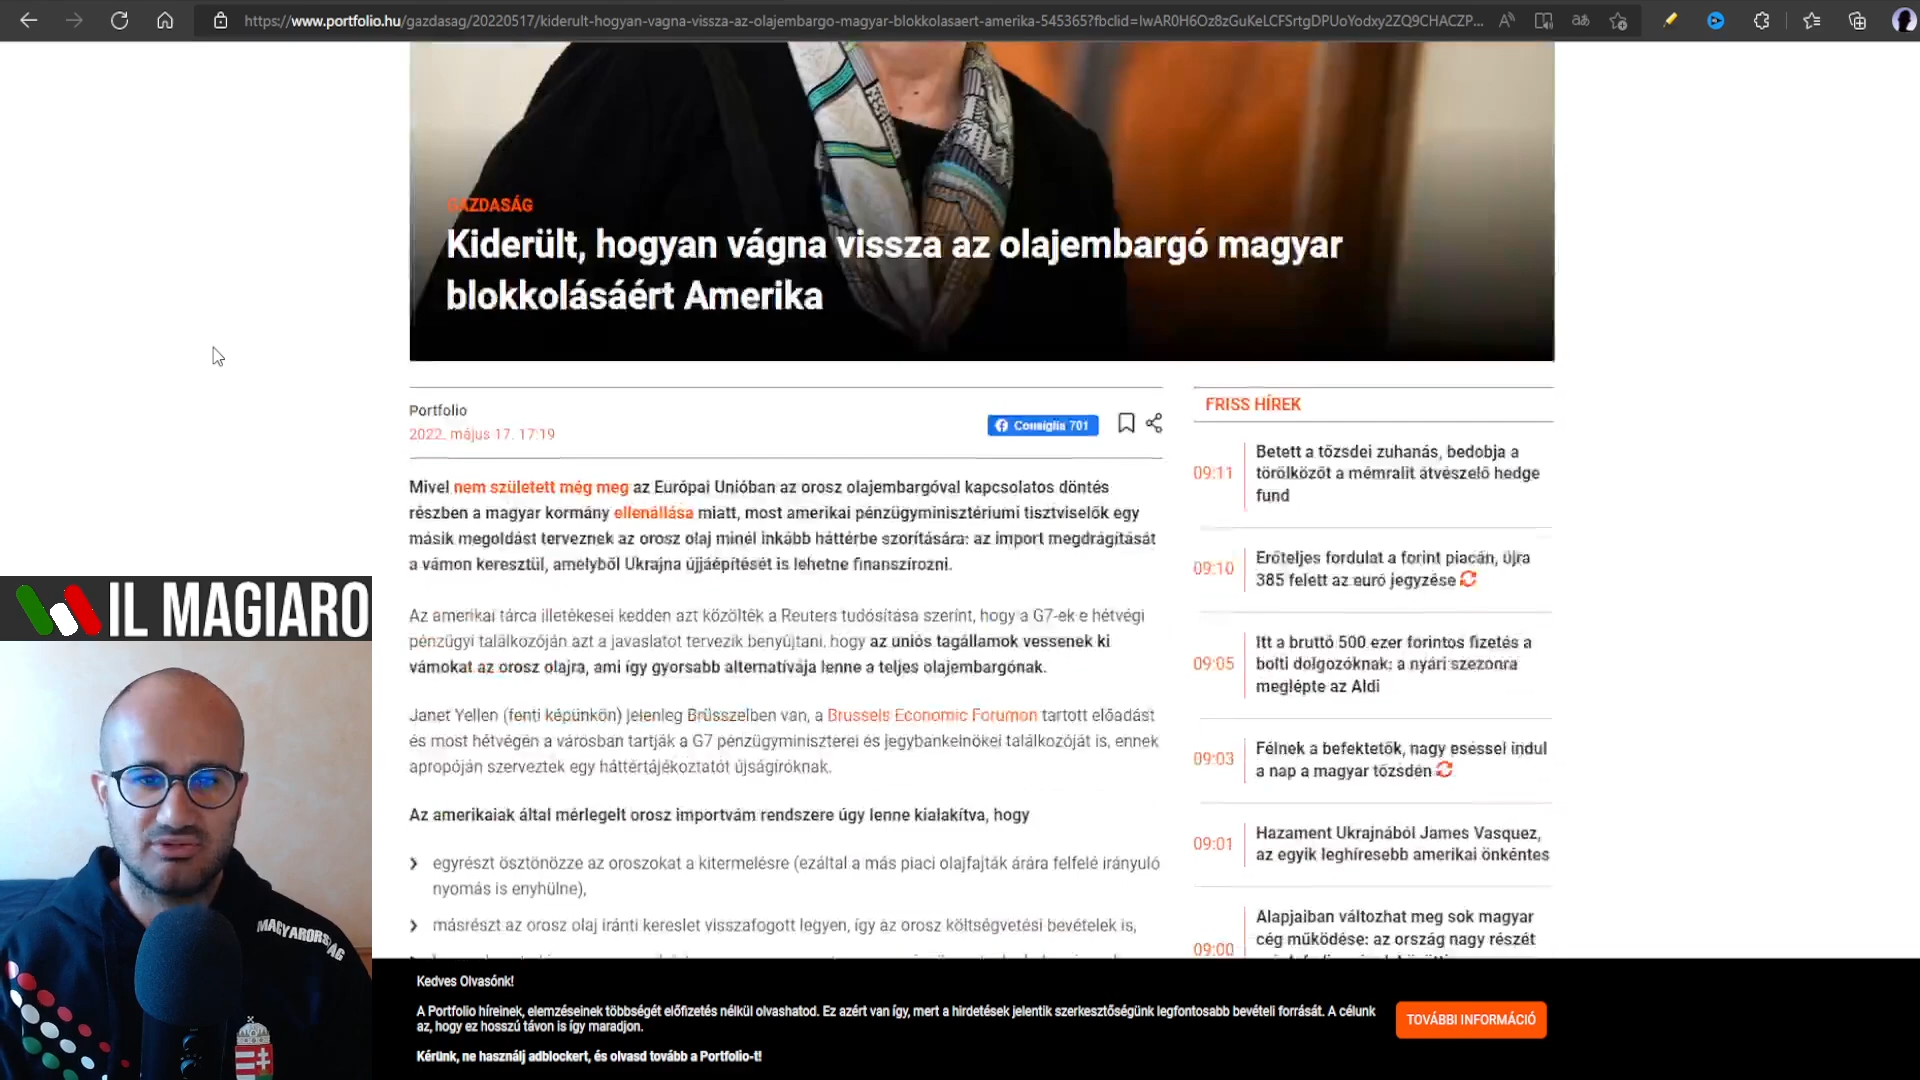 https://www.portfolio.hu/gazdasag/20220517/kiderult-hogyan-vagna-vissza-az-olajembargo-magyar-blokkolasaert-amerika-545365?fbclid=IwAR0H6Oz8zGuKeLCFSrtgDPUoYodxy2ZQ9CHACZP...
GAZDASÁG
Kiderült, hogyan vágna vissza az olajembargó magyar
blokkolásáért Amerika
Portfolio
2022. május 17. 17:19
Consiglia 701
Mivel nem született még meg az Európai Unióban az orosz olajembargóval kapcsolatos döntés
részben a magyar kormány ellenállása miatt, most amerikai pénzügyminisztériumi tisztviselők egy
másik megoldást terveznek az orosz olaj minél inkább háttérbe szorítására: az import megdrágítását
a vámon keresztül, amelyből Ukrajna újjáépítését is lehetne finanszírozni.
Az amerikai tárca illetékesei kedden azt közölték a Reuters tudósítása szerint, hogy a G7-ek e hétvégi
pénzügyi találkozóján azt a javaslatot tervezik benyújtani, hogy az uniós tagállamok vessenek ki
vámokat az orosz olajra, ami így gyorsabb alternatívája lenne a teljes olajembargónak.
Janet Yellen (fenti képünkön) jelenleg Brüsszelben van, a Brussels Economic Forumon tartott előadást
és most hétvégén a városban tartják a G7 pénzügyminiszterei és jegybankelnökei találkozóját is, ennek
apropóján szerveztek egy háttértájékoztatót újságíróknak.
Az amerikaiak által mérlegelt orosz importvám rendszere úgy lenne kialakítva, hogy
egyrészt ösztönözze az oroszokat a kitermelésre (ezáltal a más piaci olajfajták árára felfelé irányuló
nyomás is enyhülne),
másrészt az orosz olaj iránti kereslet visszafogott legyen, így az orosz költségvetési bevételek is,
FRISS HÍREK
09:11
Betett a tőzsdei zuhanás, bedobja a
törölközőt a mémralit átvészelő hedge
fund
09:10
Erőteljes fordulat a forint piacán, újra
385 felett az euró jegyzése
09:05
Itt a bruttó 500 ezer forintos fizetés a
bolti dolgozóknak: a nyári szezonra
meglépte az Aldi
09:03
Félnek a befektetők, nagy eséssel indul
a nap a magyar tőzsdén
09:01
Hazament Ukrajnából James Vasquez,
az egyik leghíresebb amerikai önkéntes
09:00
Alapjaiban változhat meg sok magyar
cég működése: az ország nagy részét
IL MAGIARO
MAGYARORSZÁG
Kedves Olvasónk!
A Portfolio híreinek, elemzéseinek többségét előfizetés nélkül olvashatod. Ez azért van így, mert a hirdetések jelentik szerkesztőségünk legfontosabb bevételi forrását. A célunk
az, hogy ez hosszú távon is így maradjon.
Kérünk, ne használj adblockert, és olvasd tovább a Portfolio-t!
TOVÁBBI INFORMÁCIÓ